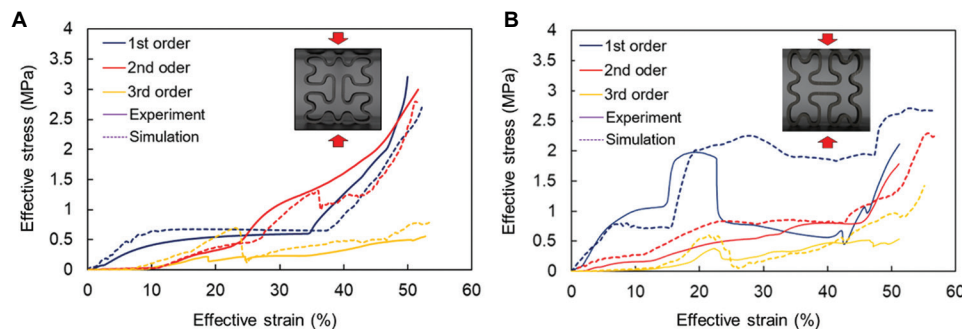 A
4
3.5
3
2.5
2
1.5
1
0.5
0
Effective stress (MPa)
1st order
2nd oder
3rd order
Experiment
Simulation
0 10 20 30 40 50 60
Effective strain (%)
B
4
3.5
3
2.5
2
1.5
1
0.5
0
Effective stress (MPa)
1st order
2nd oder
3rd order
Experiment
Simulation
0 10 20 30 40 50 60
Effective strain (%)